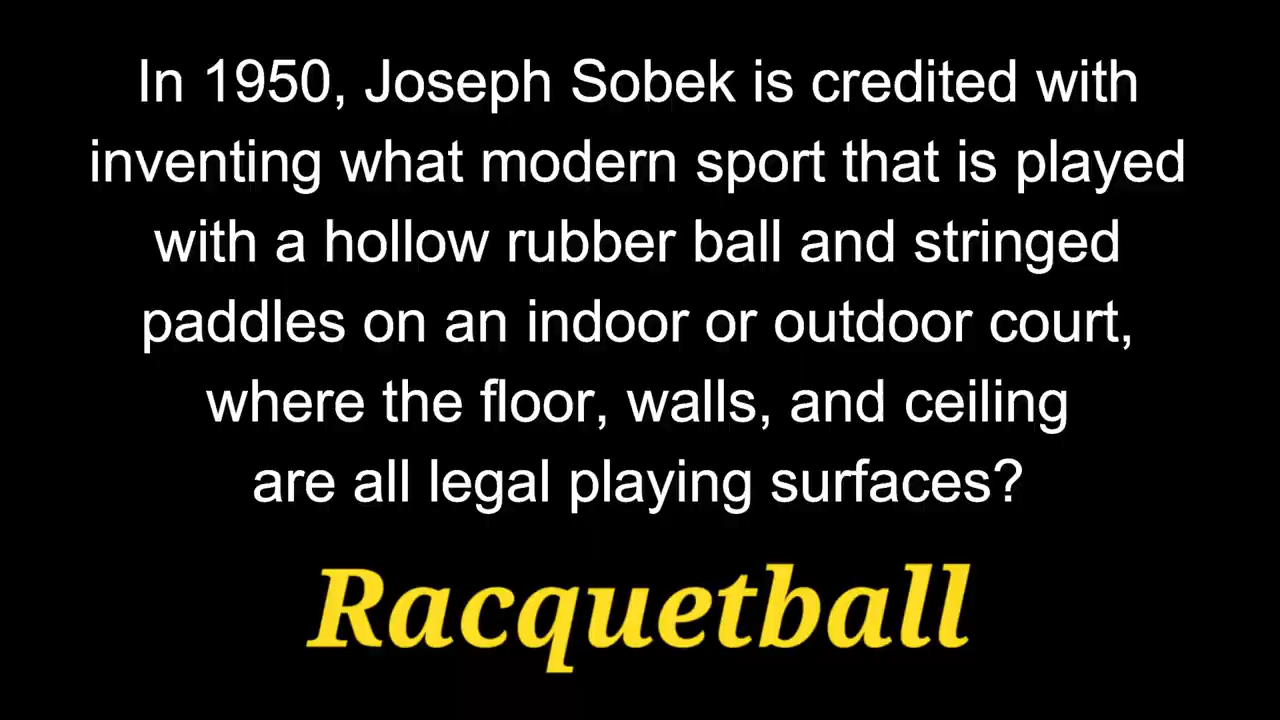 In 1950, Joseph Sobek is credited with
inventing what modern sport that is played
with a hollow rubber ball and stringed
paddles on an indoor or outdoor court,
where the floor, walls, and ceiling
are all legal playing surfaces?
Racquetball